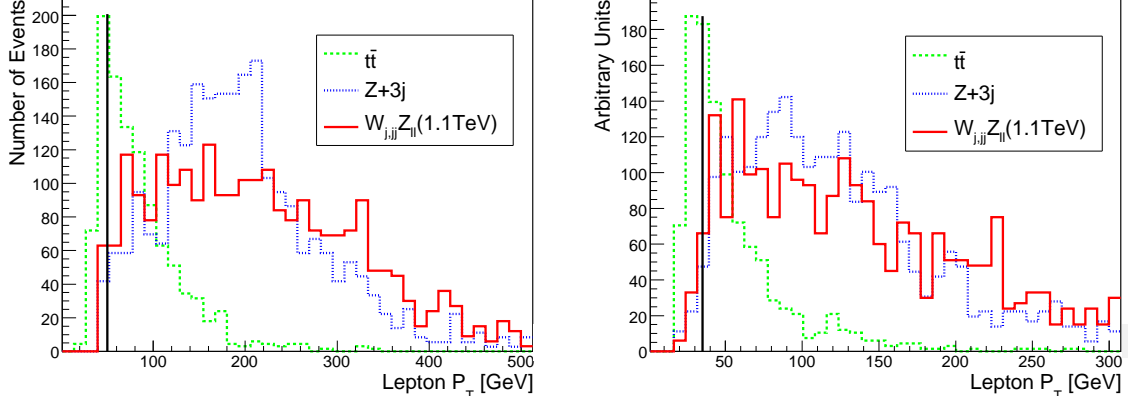 Number of Events
200
180
160
140
120
100
80
60
40
20
0
tt̄
Z+3j
W_{j,jj}Z_{ll}(1.1TeV)
100 200 300 400 500
Lepton P_T [GeV]
Arbitrary Units
180
160
140
120
100
80
60
40
20
0
tt̄
Z+3j
W_{j,jj}Z_{ll}(1.1TeV)
50 100 150 200 250 300
Lepton P_T [GeV]